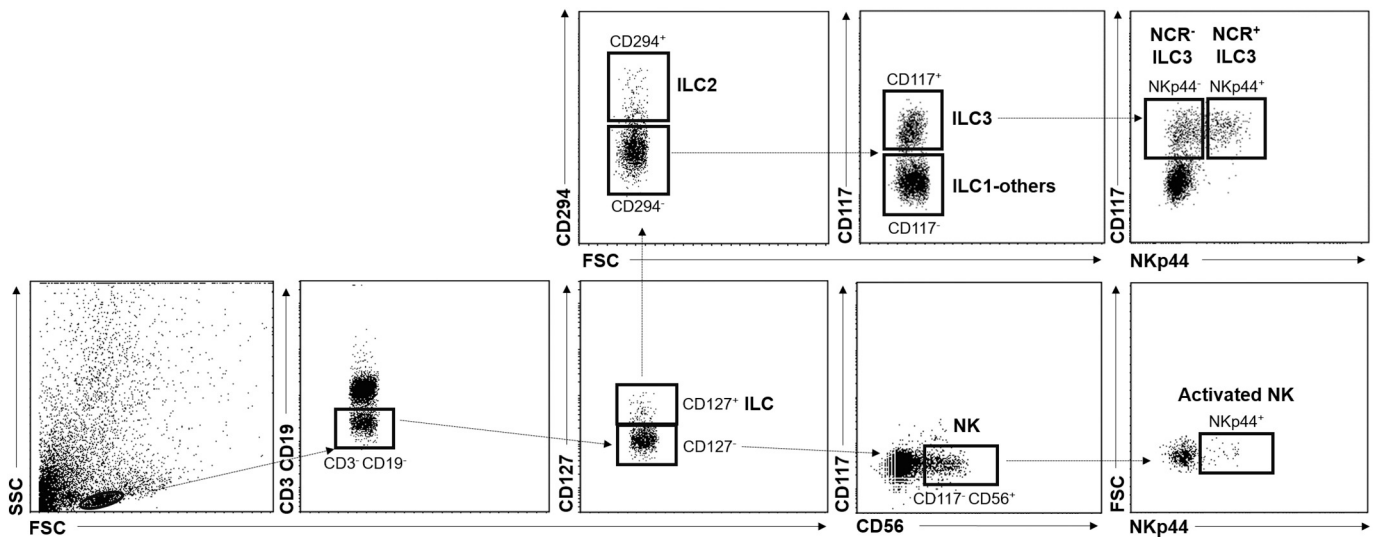 CD294
CD294⁺
ILC2
CD294⁻
FSC
CD117
CD117⁺
ILC3
ILC1-others
CD117⁻
CD117
NCR⁻ NCR⁺
ILC3 ILC3
NKp44⁻ NKp44⁺
NKp44
SSC
FSC
CD3 CD19
CD3⁻ CD19⁻
CD127
CD127⁺ ILC
CD127⁻
CD117
NK
CD117⁻ CD56⁺
CD56
FSC
Activated NK
NKp44⁺
NKp44